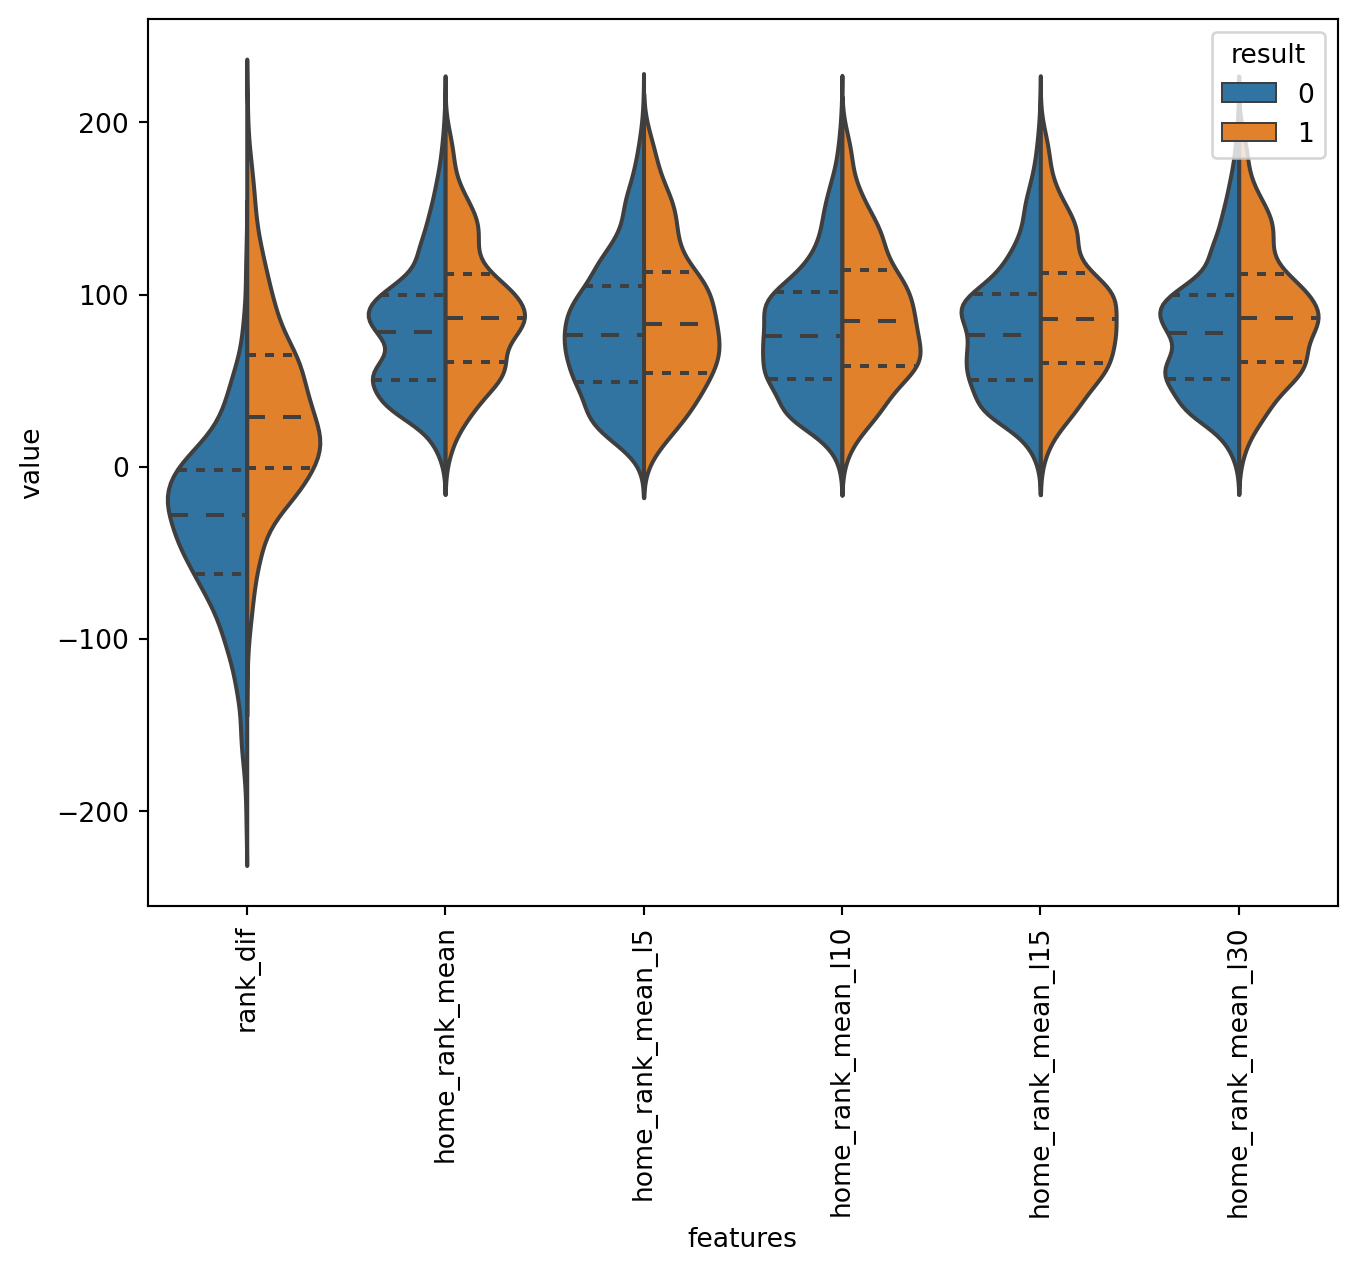 result
0
1
200
100
0
−100
−200
value
rank_dif
home_rank_mean
home_rank_mean_l5
home_rank_mean_l10
home_rank_mean_l15
home_rank_mean_l30
features